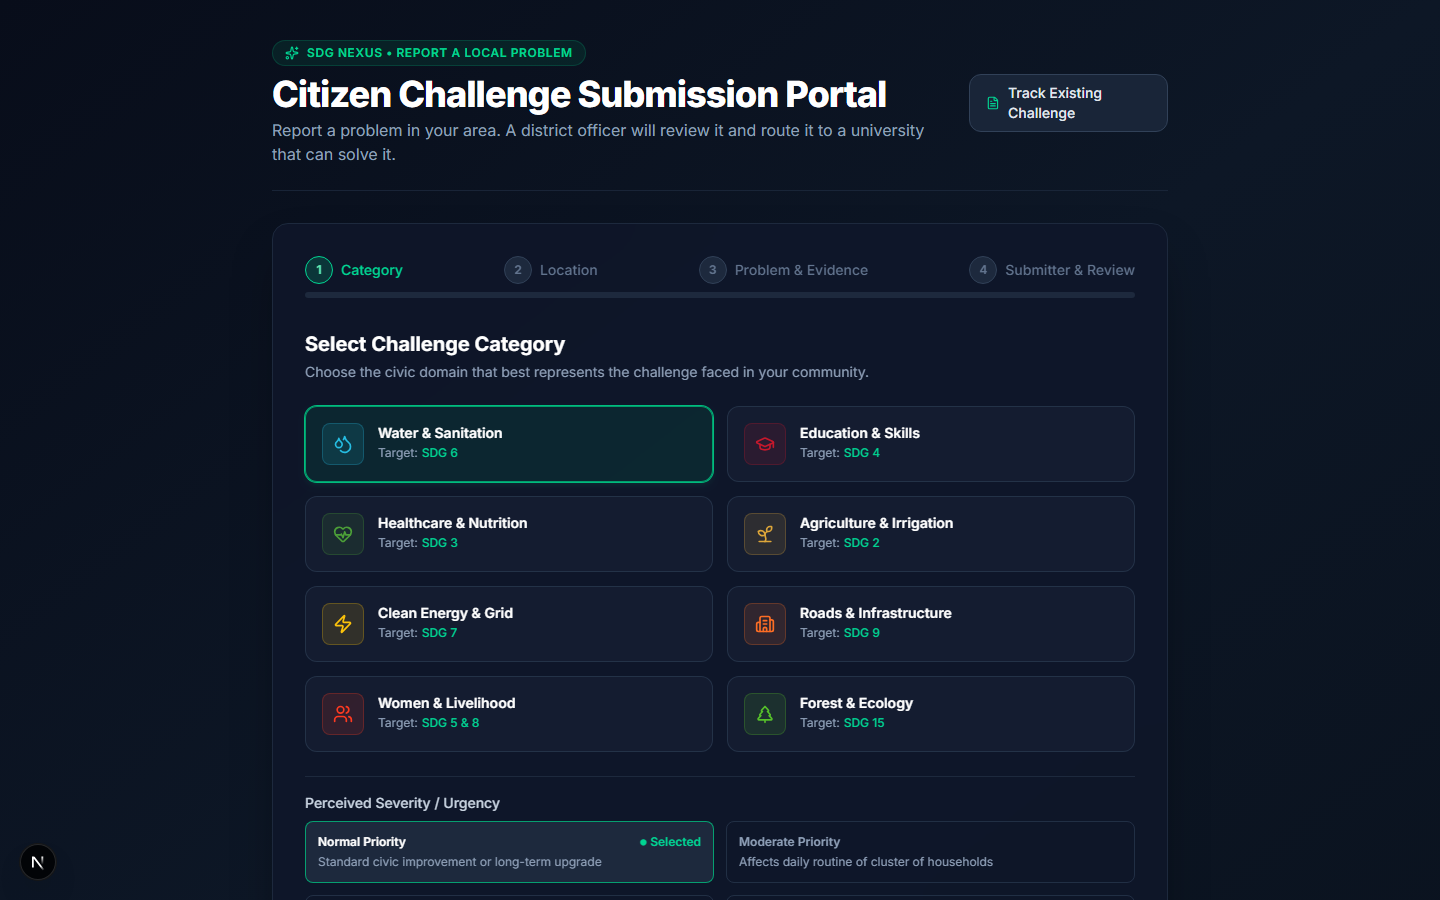 SDG NEXUS • REPORT A LOCAL PROBLEM
Citizen Challenge Submission Portal
Report a problem in your area. A district officer will review it and route it to a university
that can solve it.
Track Existing
Challenge
1 Category
2 Location
3 Problem & Evidence
4 Submitter & Review
Select Challenge Category
Choose the civic domain that best represents the challenge faced in your community.
Water & Sanitation
Target: SDG 6
Education & Skills
Target: SDG 4
Healthcare & Nutrition
Target: SDG 3
Agriculture & Irrigation
Target: SDG 2
Clean Energy & Grid
Target: SDG 7
Roads & Infrastructure
Target: SDG 9
Women & Livelihood
Target: SDG 5 & 8
Forest & Ecology
Target: SDG 15
Perceived Severity / Urgency
Normal Priority
● Selected
Standard civic improvement or long-term upgrade
Moderate Priority
Affects daily routine of cluster of households
N